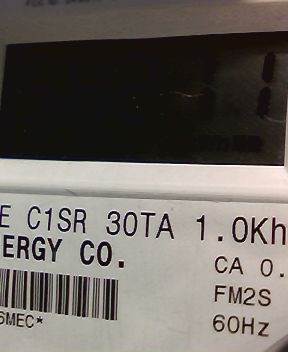 E C1SR 30TA 1.0Kh
ERGY CO.
CA 0.
FM2S
6MEC*
60Hz